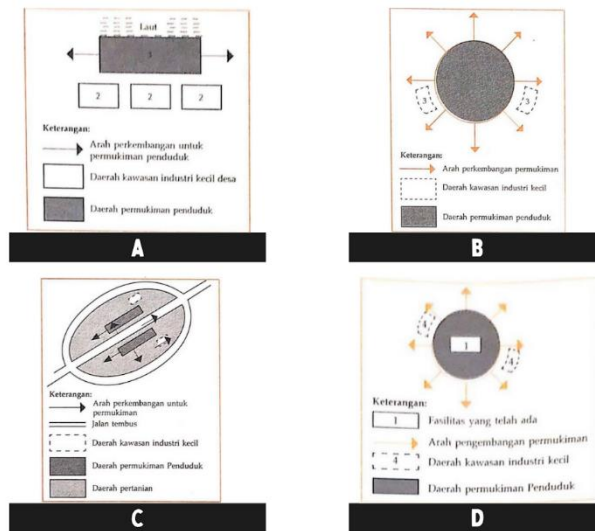 Laut
3
2 2 2
Keterangan:
Arah perkembangan untuk
permukiman penduduk
Daerah kawasan industri kecil desa
Daerah permukiman penduduk
A
3 3
Keterangan:
Arah perkembangan permukiman
Daerah kawasan industri kecil
Daerah permukiman penduduk
B
Keterangan:
Arah perkembangan untuk
permukiman
Jalan tembus
Daerah kawasan industri kecil
Daerah permukiman Penduduk
Daerah pertanian
C
4
1
4
Keterangan:
1 Fasilitas yang telah ada
Arah pengembangan permukiman
4 Daerah kawasan industri kecil
Daerah permukiman Penduduk
D